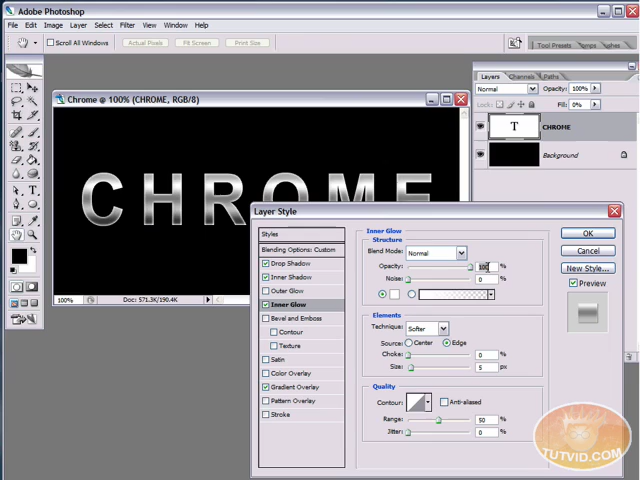 Adobe Photoshop
File Edit Image Layer Select Filter View Window Help
Scroll All Windows Actual Pixels Fit Screen Print Size
Tool Presets
Chrome @ 100% (CHROME, RGB/8)
CHROME
100% Doc: 571.3K/190.4K
Layers Channels Paths
Normal Opacity: 100%
Lock: Fill: 0%
T CHROME
Background
Layer Style
Styles
Blending Options: Custom
Drop Shadow
Inner Shadow
Outer Glow
Inner Glow
Bevel and Emboss
Contour
Texture
Satin
Color Overlay
Gradient Overlay
Pattern Overlay
Stroke
Inner Glow
Structure
Blend Mode: Normal
Opacity: 100 %
Noise: 0 %
Elements
Technique: Softer
Source: Center Edge
Choke: 0 %
Size: 5 px
Quality
Contour: Anti-aliased
Range: 50 %
Jitter: 0 %
OK
Cancel
New Style...
Preview
TUTVID.COM